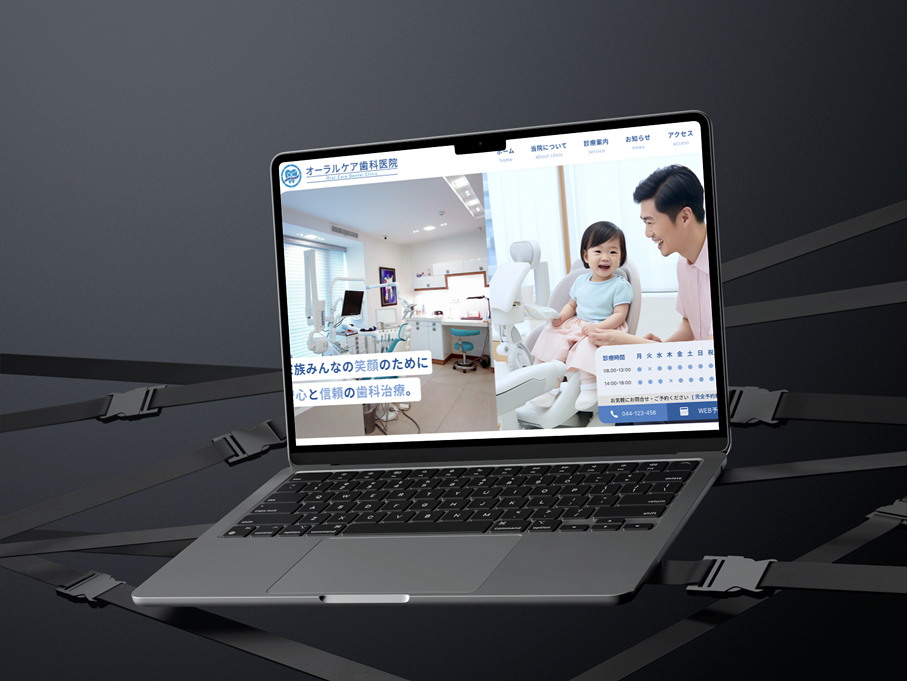 オーラルケア歯科医院
Oral Care Dental Clinic
ホーム
home
当院について
about clinic
診療案内
service
お知らせ
news
アクセス
access
族みんなの笑顔のために
心と信頼の歯科治療。
診療時間 月 火 水 木 金 土 日 祝
08:00-13:00
14:00-18:00
お気軽にお問合せ・ご予約ください [完全予約
044-123-456
WEB予